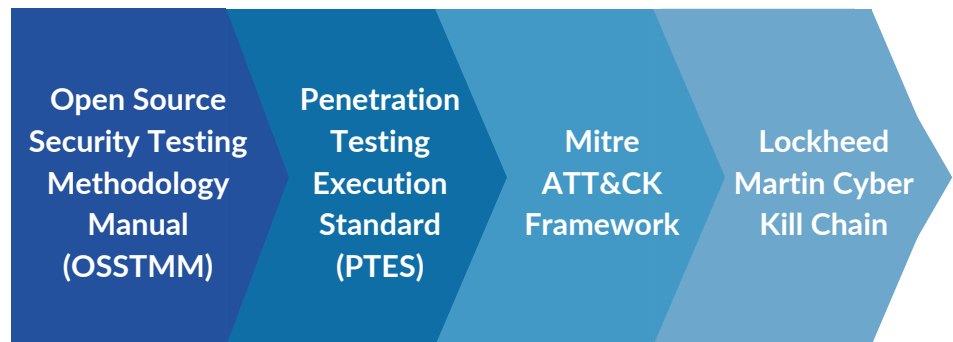 Open Source
Security Testing
Methodology
Manual
(OSSTMM)
Penetration
Testing
Execution
Standard
(PTES)
Mitre
ATT&CK
Framework
Lockheed
Martin Cyber
Kill Chain